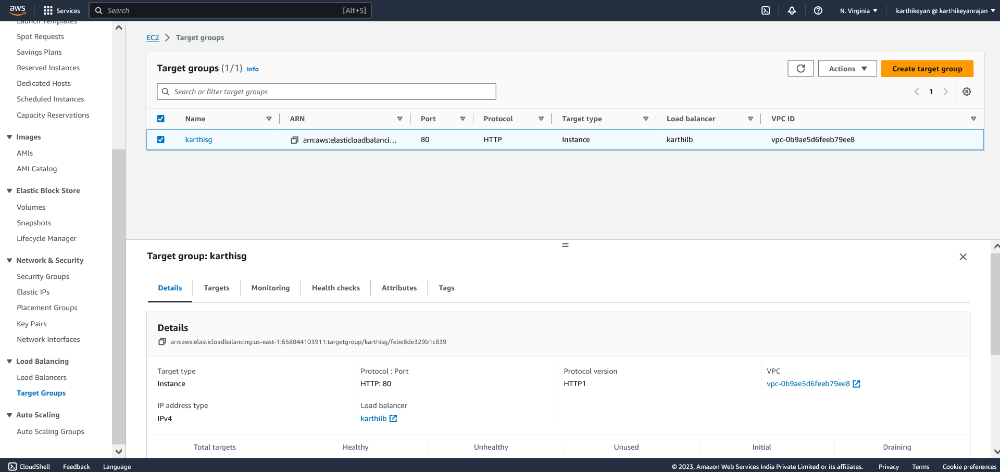 aws Services Search [Alt+S] N. Virginia karthikeyan @ karthikeyanrajan
Launch Templates
Spot Requests
Savings Plans
Reserved Instances
Dedicated Hosts
Scheduled Instances
Capacity Reservations
Images
AMIs
AMI Catalog
Elastic Block Store
Volumes
Snapshots
Lifecycle Manager
Network & Security
Security Groups
Elastic IPs
Placement Groups
Key Pairs
Network Interfaces
Load Balancing
Load Balancers
Target Groups
Auto Scaling
Auto Scaling Groups
EC2 Target groups
Target groups (1/1) Info
Actions Create target group
Search or filter target groups
1
Name ARN Port Protocol Target type Load balancer VPC ID
karthisg arn:aws:elasticloadbalanci... 80 HTTP Instance karthilb vpc-0b9ae5d6feeb79ee8
Target group: karthisg
Details Targets Monitoring Health checks Attributes Tags
Details
arn:aws:elasticloadbalancing:us-east-1:658044103911:targetgroup/karthisg/febe8de329b1c839
Target type Protocol : Port Protocol version VPC
Instance HTTP: 80 HTTP1 vpc-0b9ae5d6feeb79ee8
IP address type Load balancer
IPv4 karthilb
Total targets Healthy Unhealthy Unused Initial Draining
CloudShell Feedback Language © 2023, Amazon Web Services India Private Limited or its affiliates. Privacy Terms Cookie preferences